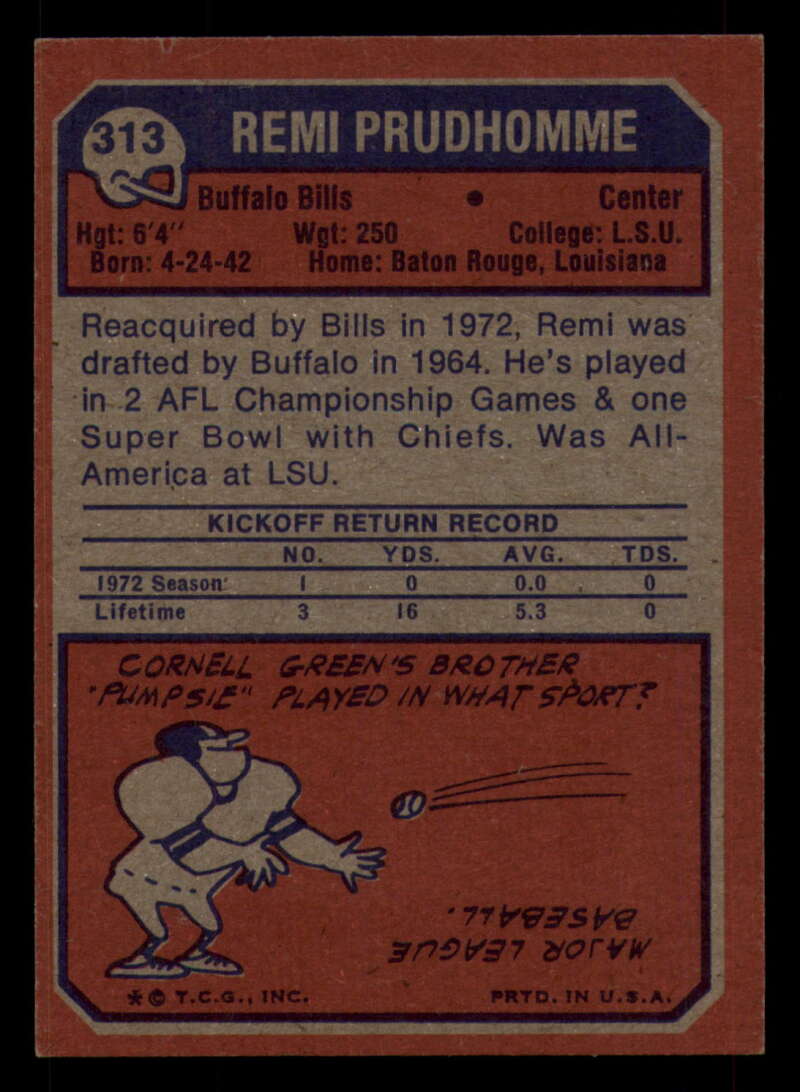 313 REMI PRUDHOMME
Buffalo Bills • Center
Hgt: 6'4" Wgt: 250 College: L.S.U.
Born: 4-24-42 Home: Baton Rouge, Louisiana
Reacquired by Bills in 1972, Remi was
drafted by Buffalo in 1964. He's played
in 2 AFL Championship Games & one
Super Bowl with Chiefs. Was All-
America at LSU.
KICKOFF RETURN RECORD
NO. YDS. AVG. TDS.
1972 Season 1 0 0.0 0
Lifetime 3 16 5.3 0
CORNELL GREEN'S BROTHER
"PUMPSIE" PLAYED IN WHAT SPORT?
MAJOR LEAGUE
BASEBALL.
* © T.C.G., INC. PRTD. IN U.S.A.